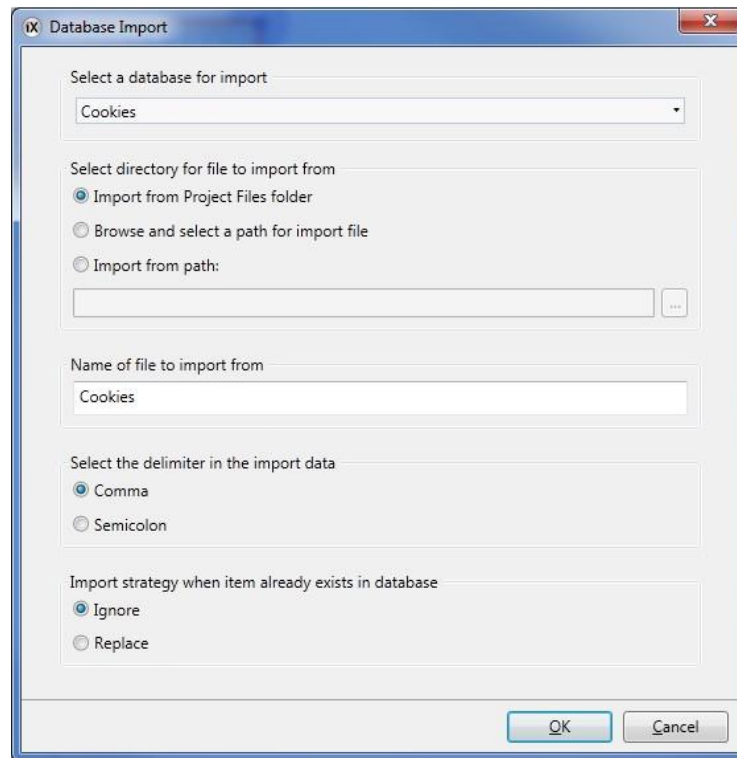 iX Database Import
Select a database for import
Cookies
Select directory for file to import from
Import from Project Files folder
Browse and select a path for import file
Import from path:
...
Name of file to import from
Cookies
Select the delimiter in the import data
Comma
Semicolon
Import strategy when item already exists in database
Ignore
Replace
OK Cancel